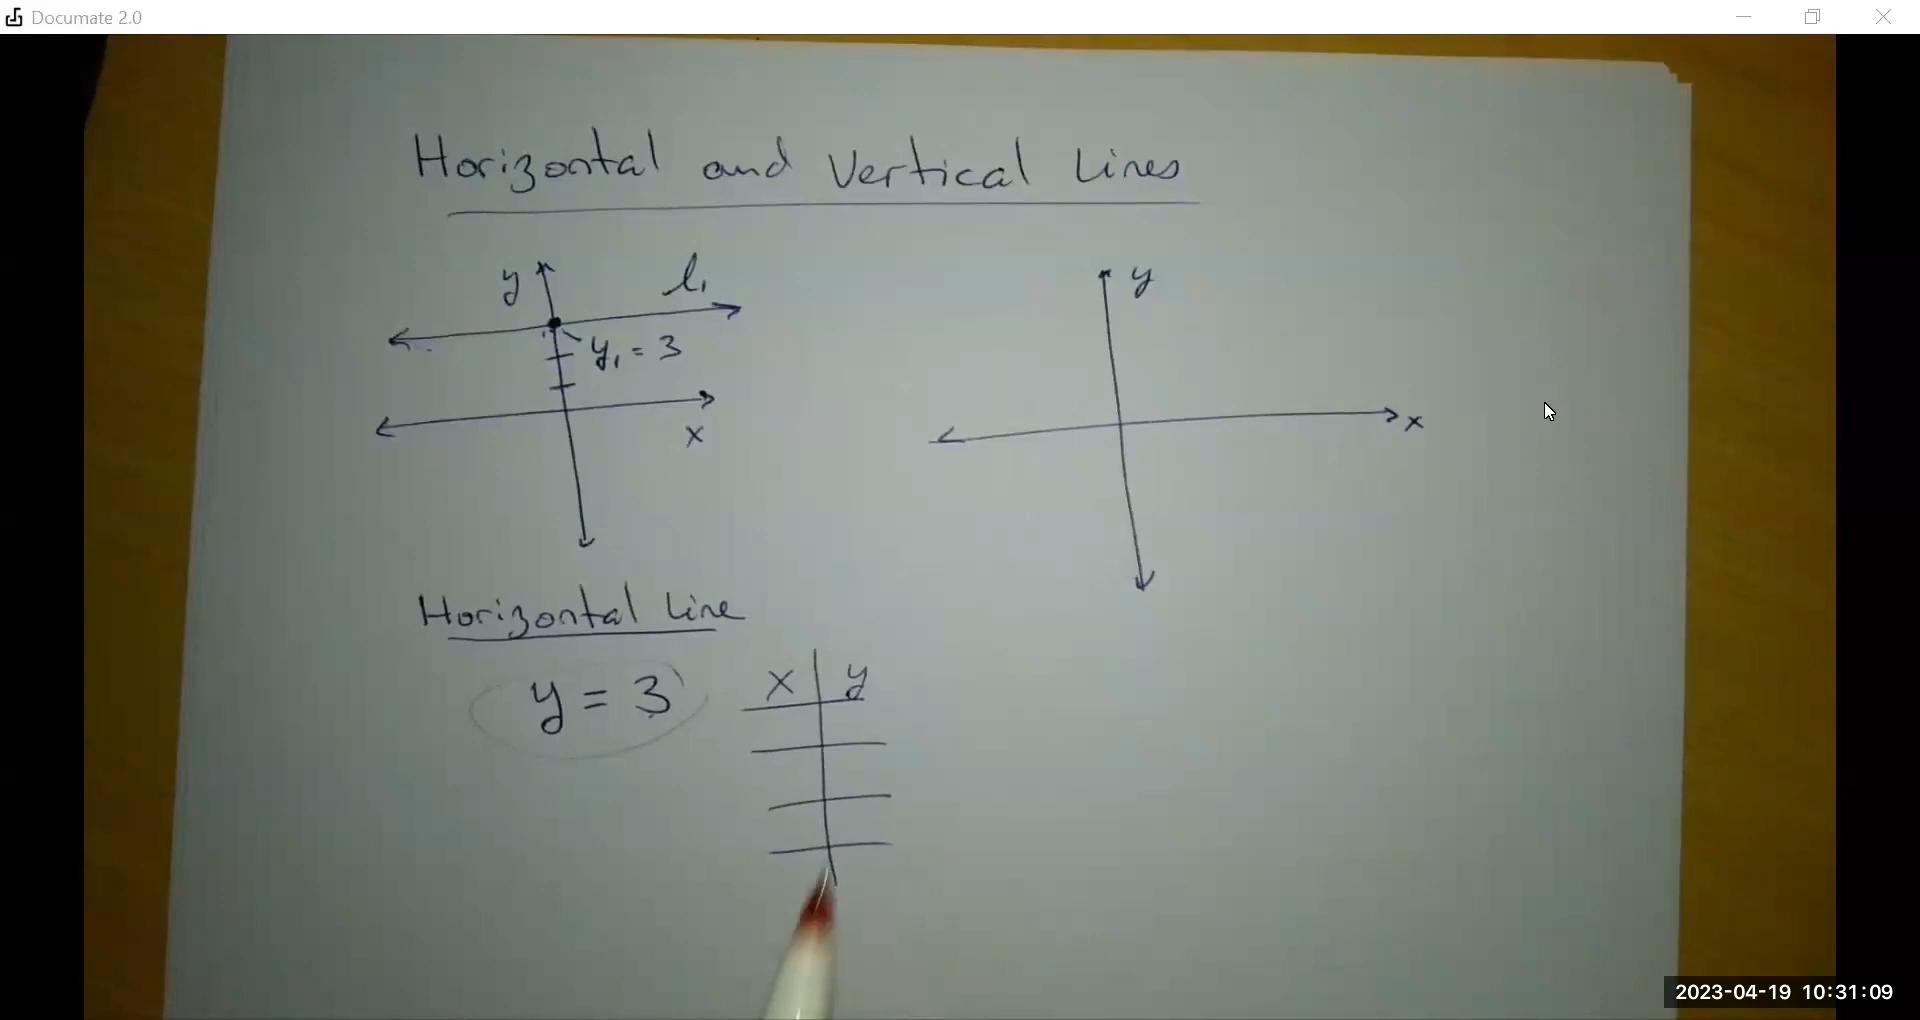 Documate 2.0
Horizontal and Vertical Lines
y
l₁
y₁ = 3
x
y
x
Horizontal Line
y = 3
x y
2023-04-19 10:31:09